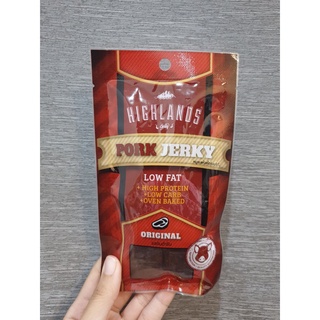 HIGHLANDS
PORK JERKY
LOW FAT
• HIGH PROTEIN
• LOW CARB
• OVEN BAKED
ORIGINAL